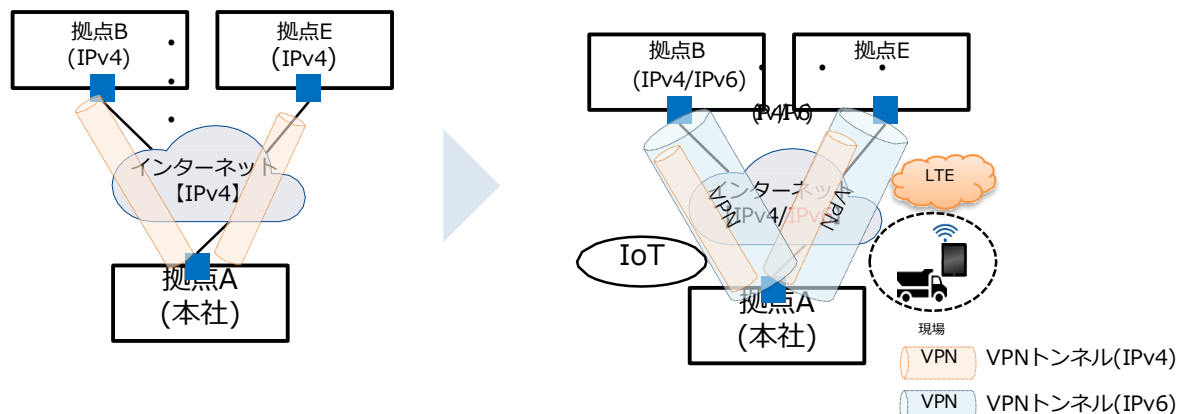 拠点B
(IPv4)
拠点E
(IPv4)
インターネット
【IPv4】
拠点A
(本社)
拠点B
(IPv4/IPv6)
拠点E
(IPv4/IPv6)
インターネット
【IPv4/IPv6】
VPN
VPN
LTE
IoT
拠点A
(本社)
現場
VPN
VPNトンネル(IPv4)
VPN
VPNトンネル(IPv6)